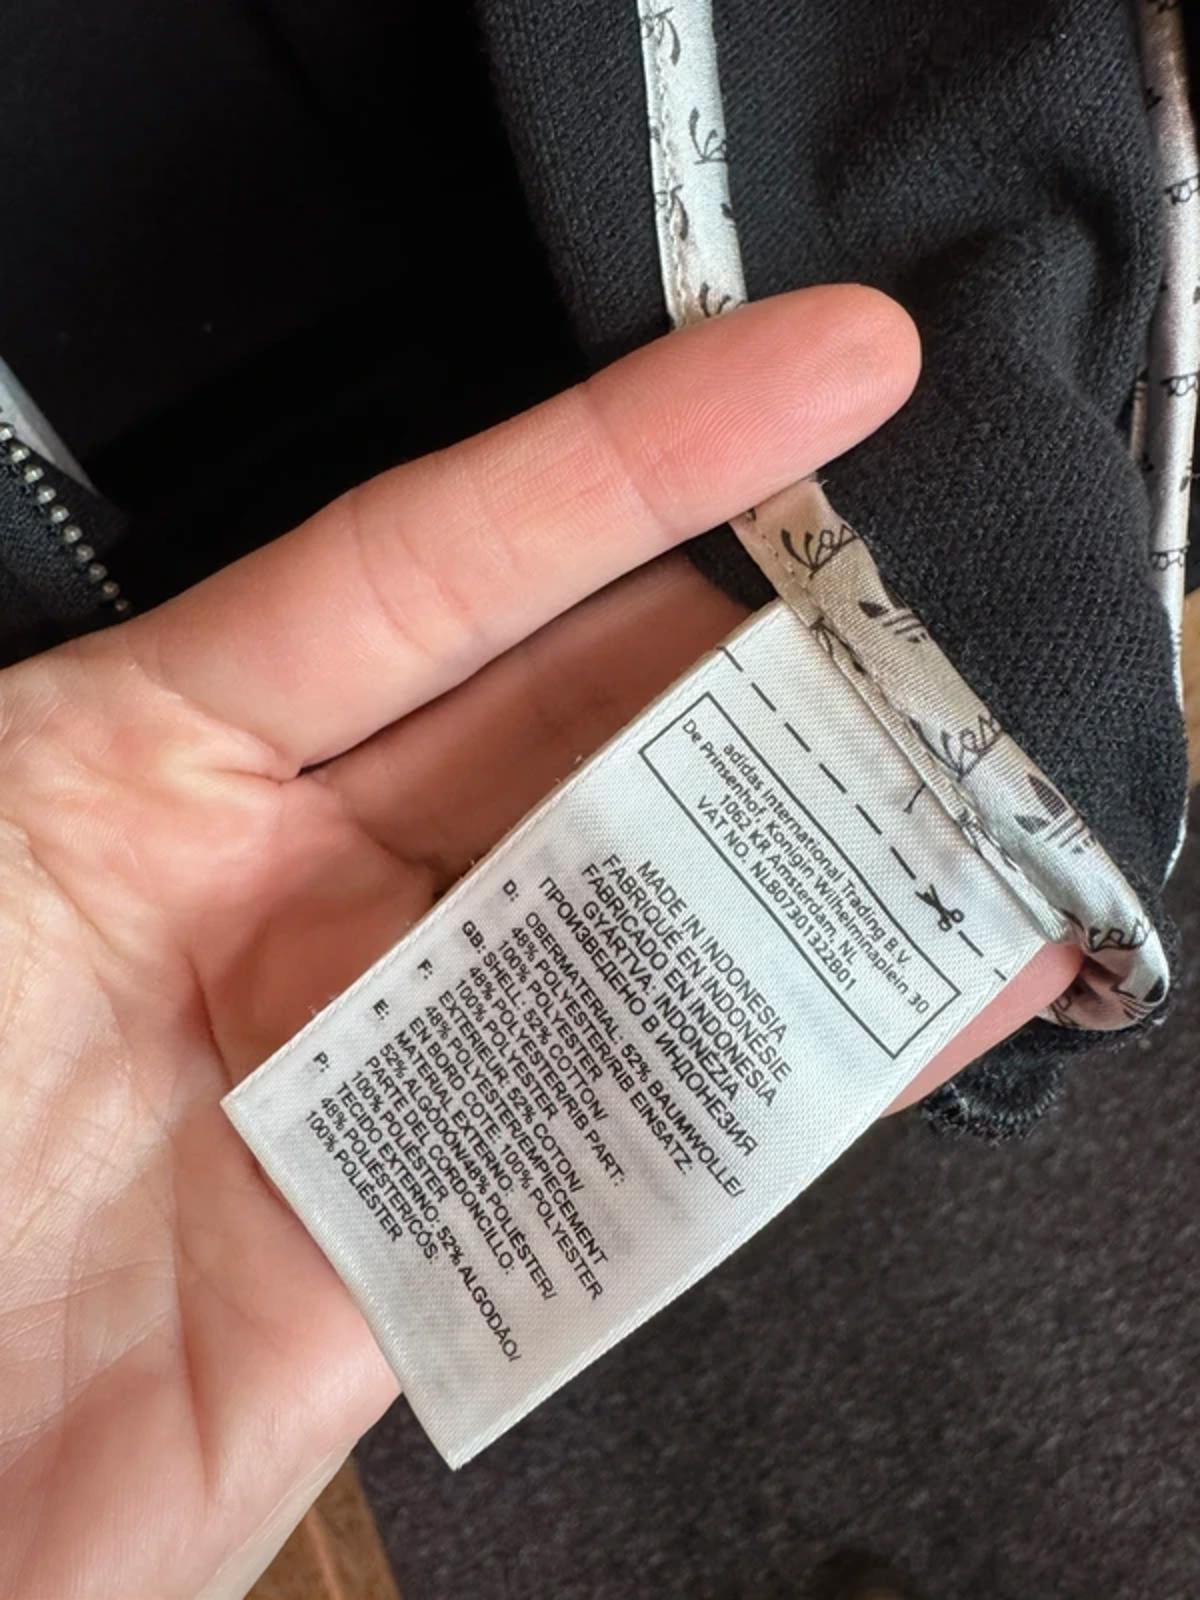 adidas International Trading B.V.
De Prinsenhof, Konigin Wilhelminaplein 30
1062 KR Amsterdam, NL
VAT NO. NL807301322B01
MADE IN INDONESIA
FABRIQUÉ EN INDONÉSIE
FABRICADO EN INDONESIA
GYÁRTVA: INDONÉZIA
ПРОИЗВЕДЕНО В ИНДОНЕЗИЯ
D: OBERMATERIAL: 52% BAUMWOLLE/
48% POLYESTER/RIB EINSATZ:
100% POLYESTER
GB: SHELL: 52% COTTON/
48% POLYESTER/RIB PART:
100% POLYESTER
F: EXTERIEUR: 52% COTON/
48% POLYESTER/EMPIECEMENT
EN BORD COTE: 100% POLYESTER
E: MATERIAL EXTERNO:
52% ALGODÓN/48% POLIÉSTER/
PARTE DEL CORDONCILLO:
100% POLIÉSTER
P: TECIDO EXTERNO: 52% ALGODÃO/
48% POLIÉSTER/CÓS:
100% POLIÉSTER